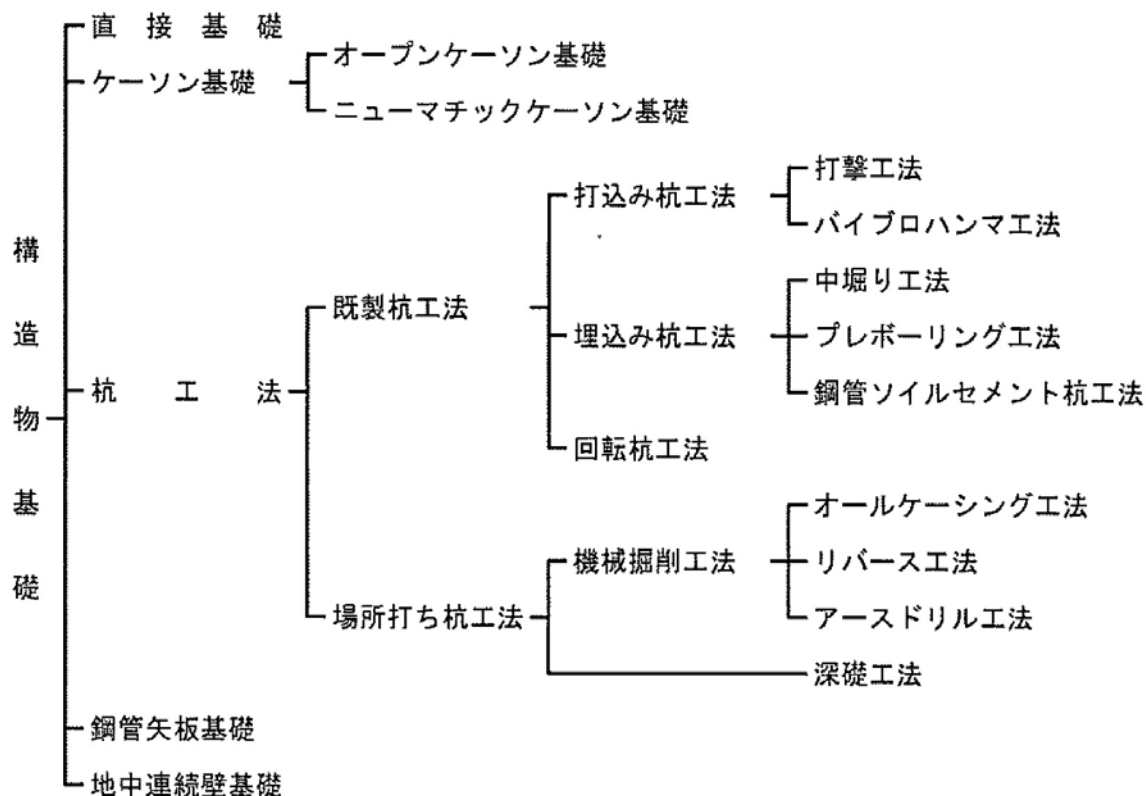 構造物基礎
直接基礎
ケーソン基礎
オープンケーソン基礎
ニューマチックケーソン基礎
杭工法
既製杭工法
打込み杭工法
打撃工法
バイブロハンマ工法
埋込み杭工法
中堀り工法
プレボーリング工法
鋼管ソイルセメント杭工法
回転杭工法
場所打ち杭工法
機械掘削工法
オールケーシング工法
リバース工法
アースドリル工法
深礎工法
鋼管矢板基礎
地中連続壁基礎